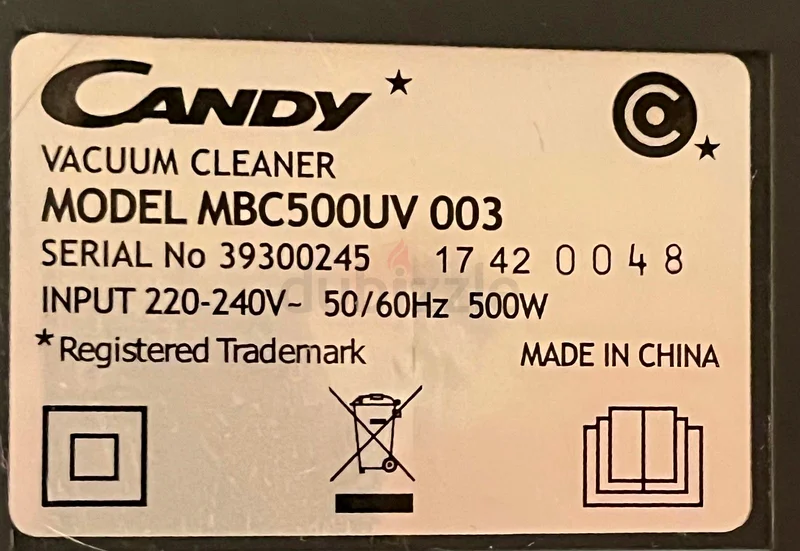 CANDY ★
VACUUM CLEANER
MODEL MBC500UV 003
SERIAL No 39300245 17 42 0048
INPUT 220-240V~ 50/60Hz 500W
dubizzle
★Registered Trademark MADE IN CHINA